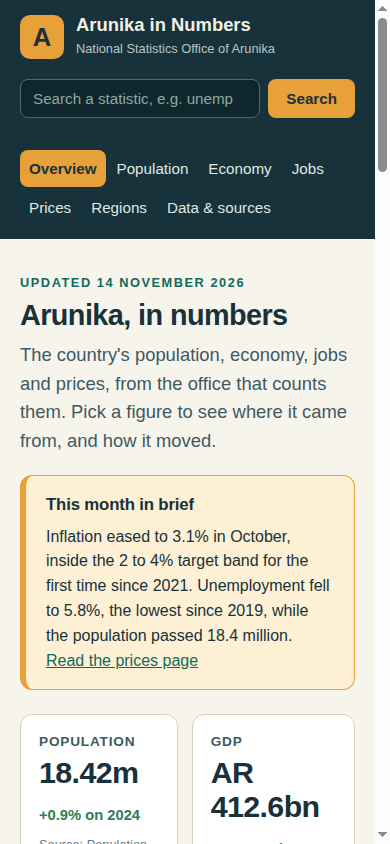 A
Arunika in Numbers
National Statistics Office of Arunika
Search a statistic, e.g. unemp
Search
Overview
Population
Economy
Jobs
Prices
Regions
Data & sources
UPDATED 14 NOVEMBER 2026
Arunika, in numbers
The country's population, economy, jobs
and prices, from the office that counts
them. Pick a figure to see where it came
from, and how it moved.
This month in brief
Inflation eased to 3.1% in October,
inside the 2 to 4% target band for the
first time since 2021. Unemployment fell
to 5.8%, the lowest since 2019, while
the population passed 18.4 million.
Read the prices page
POPULATION
18.42m
+0.9% on 2024
Source: Population
GDP
AR
412.6bn